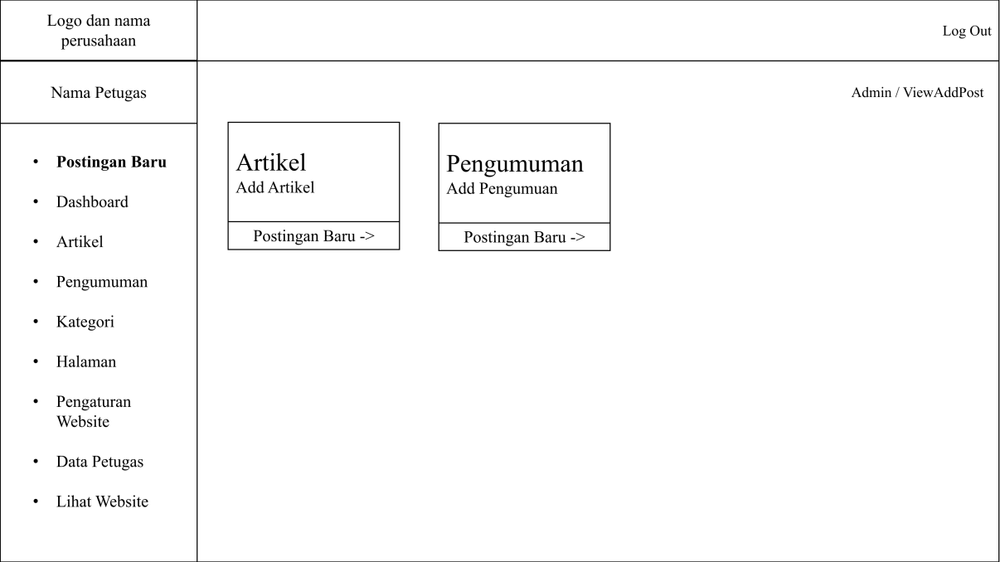 Logo dan nama
perusahaan
Log Out
Nama Petugas
Admin / ViewAddPost
• Postingan Baru
• Dashboard
• Artikel
• Pengumuman
• Kategori
• Halaman
• Pengaturan
Website
• Data Petugas
• Lihat Website
Artikel
Add Artikel
Postingan Baru ->
Pengumuman
Add Pengumuan
Postingan Baru ->